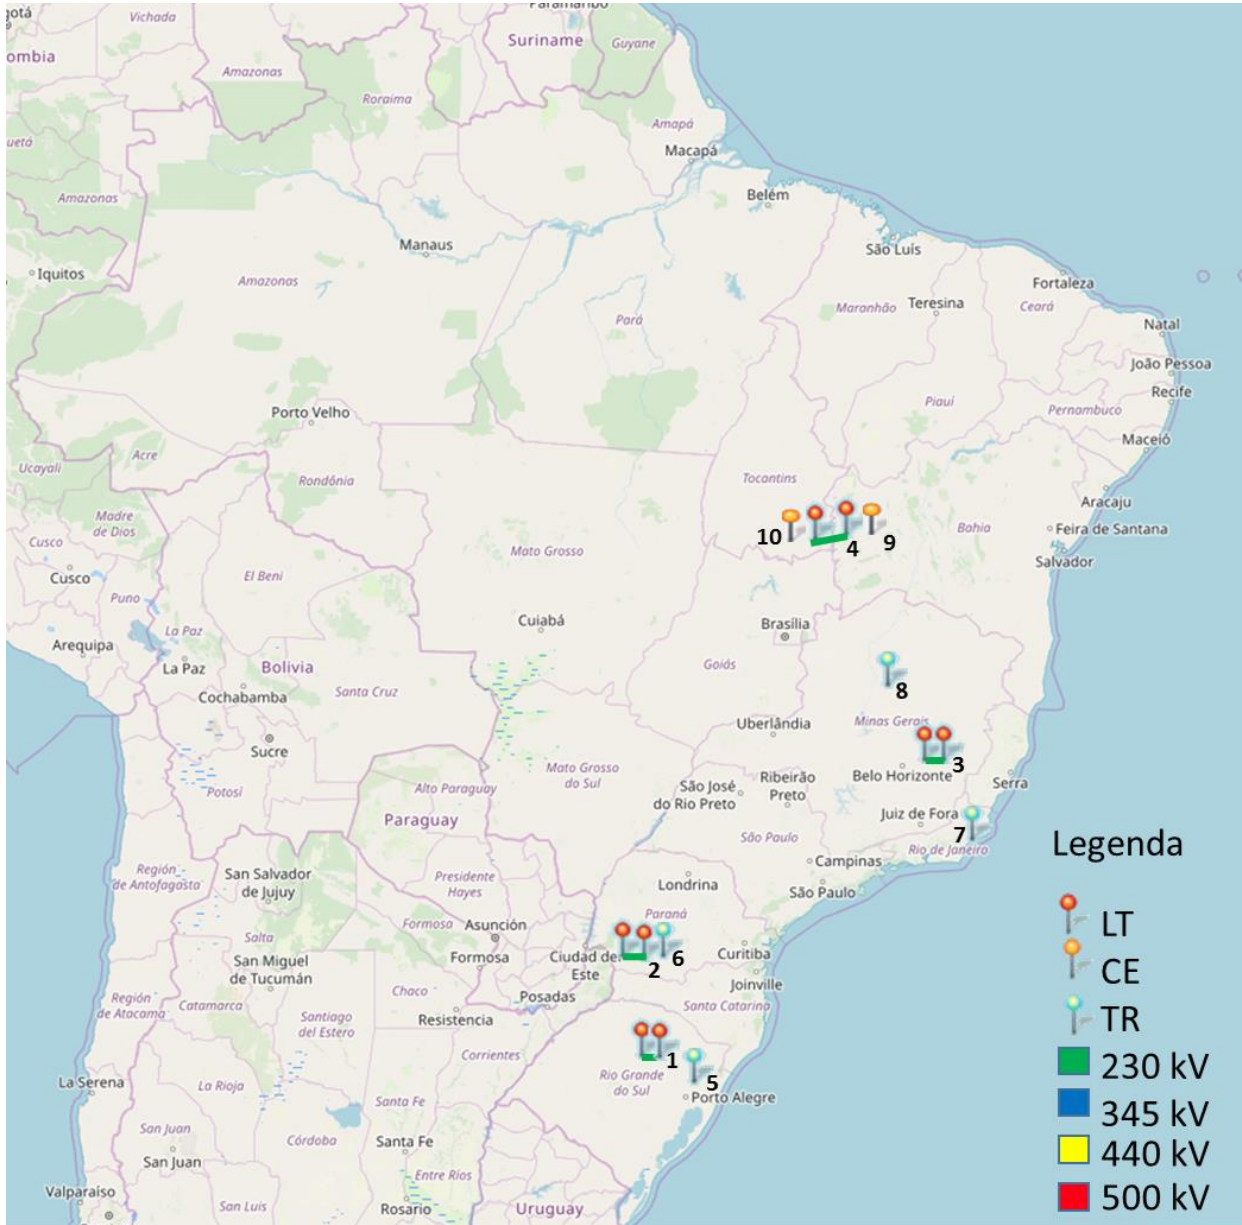 gotá
Vichada
ombia
Amazonas
Paramaribo
Suriname
Guyane
Roraima
Amapá
Macapá
uetá
Amazonas
Belém
Manaus
São Luís
Iquitos
Amazonas
Fortaleza
Maranhão
Teresina
Ceará
Pará
Natal
João Pessoa
Recife
Piauí
Pernambuco
Porto Velho
Maceió
Acre
Ucayali
Rondônia
Tocantins
Aracaju
Madre
de Dios
Bahia
Feira de Santana
10
4
9
Cusco
Mato Grosso
Salvador
Cusco
El Beni
Puno
Cuiabá
Brasília
Arequipa
La Paz
La Paz
Bolivia
Goiás
Santa Cruz
8
Cochabamba
Uberlândia
Minas Gerais
Sucre
3
Mato Grosso
do Sul
Belo Horizonte
Ribeirão
Preto
São José
do Rio Preto
Serra
Potosí
Alto Paraguay
Paraguay
Juiz de Fora
7
São Paulo
Rio de Janeiro
Legenda
Región
de Antofagasta
San Salvador
de Jujuy
Presidente
Hayes
Campinas
Londrina
São Paulo
LT
Paraná
Formosa
Asunción
Salta
Ciudad del
Este
2
6
Curitiba
Formosa
San Miguel
de Tucumán
CE
Joinville
Chaco
Posadas
Región
de Atacama
Catamarca
Santiago
del Estero
Resistencia
Santa Catarina
TR
Corrientes
1
La Serena
La Rioja
Rio Grande
do Sul
5
230 kV
Porto Alegre
Santa Fe
345 kV
San Juan
Córdoba
Santa Fe
San Juan
440 kV
Entre Ríos
Valparaíso
San Luis
Rosario
Uruguay
500 kV